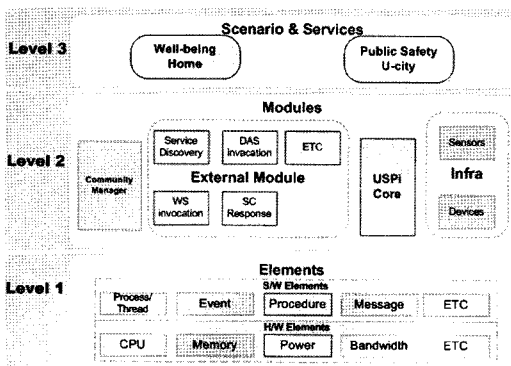 Scenario & Services
Level 3
Well-being
Home
Public Safety
U-city
Modules
Level 2
Community
Manager
Service
Discovery
DAS
invacation
ETC
External Module
WS
invocation
SC
Response
USPi
Core
Sensors
Infra
Devices
Elements
Level 1
S/W Elements
Process/
Thread
Event
Procedure
Message
ETC
H/W Elements
CPU
Memory
Power
Bandwidth
ETC